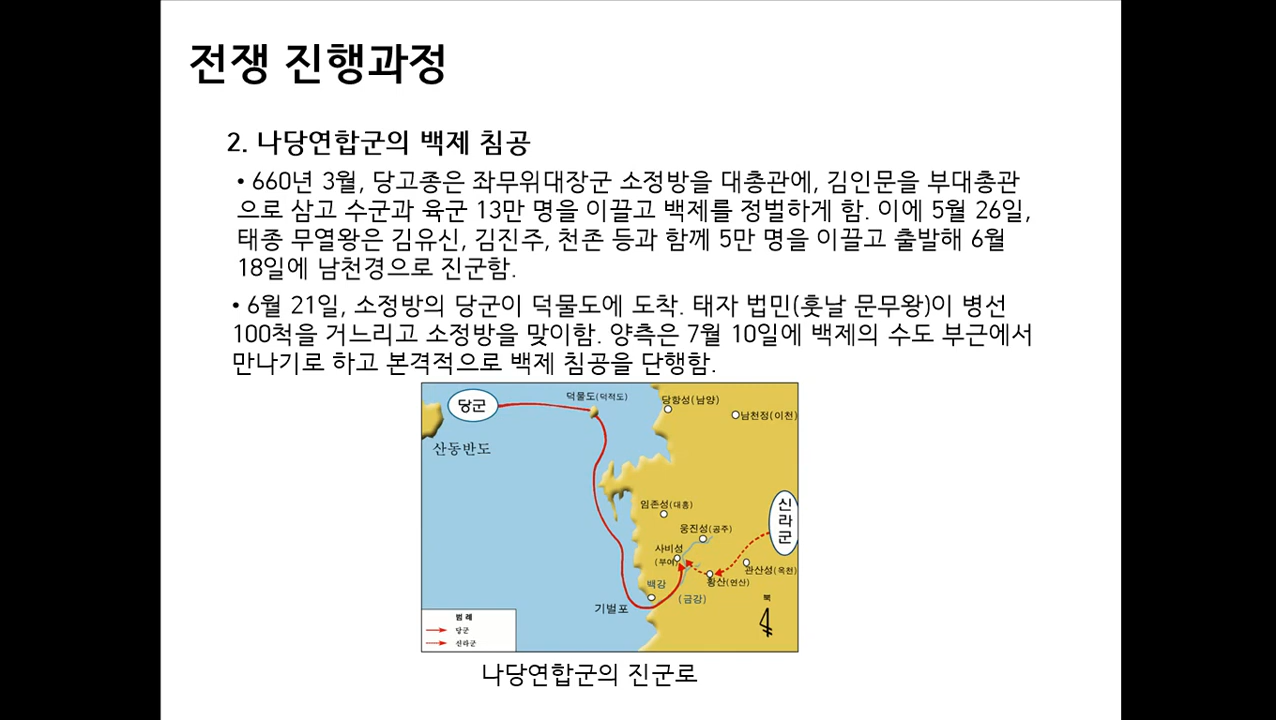 전쟁 진행과정
2. 나당연합군의 백제 침공
• 660년 3월, 당고종은 좌무위대장군 소정방을 대총관에, 김인문을 부대총관
으로 삼고 수군과 육군 13만 명을 이끌고 백제를 정벌하게 함. 이에 5월 26일,
태종 무열왕은 김유신, 김진주, 천존 등과 함께 5만 명을 이끌고 출발해 6월
18일에 남천경으로 진군함.
• 6월 21일, 소정방의 당군이 덕물도에 도착. 태자 법민(훗날 문무왕)이 병선
100척을 거느리고 소정방을 맞이함. 양측은 7월 10일에 백제의 수도 부근에서
만나기로 하고 본격적으로 백제 침공을 단행함.
당군
덕물도(덕적도)
당항성(남양)
남천정(이천)
산동반도
임존성(대흥)
신라군
웅진성(공주)
사비성
(부여)
관산성(옥천)
황산(연산)
백강
(금강)
기벌포
북
범 례
당군
신라군
나당연합군의 진군로